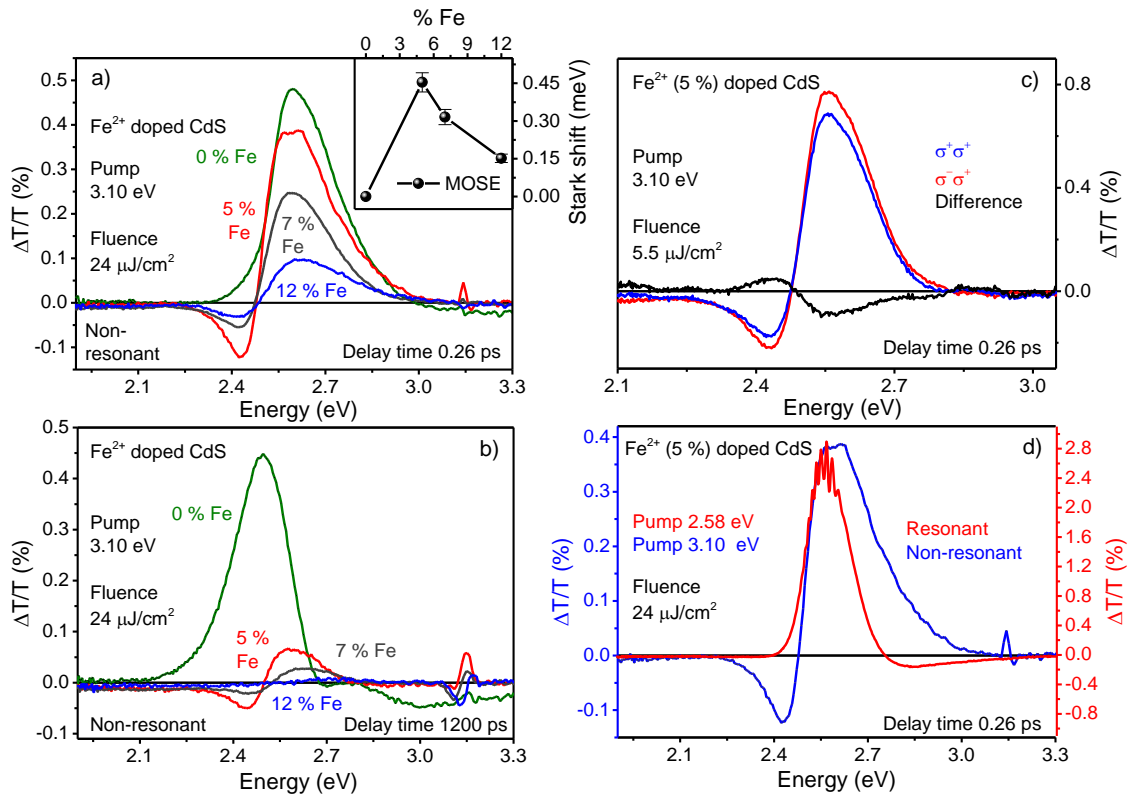 % Fe
0 3 6 9 12
a)
0.5
0.4
0.3
0.2
0.1
0.0
-0.1
ΔT/T (%)
Fe²⁺ doped CdS
Pump
3.10 eV
Fluence
24 μJ/cm²
Non-
resonant
0 % Fe
5 %
Fe
7 %
Fe
12 % Fe
MOSE
0.45
0.30
0.15
0.00
Stark shift (meV)
Delay time 0.26 ps
2.1 2.4 2.7 3.0 3.3
Energy (eV)
c)
Fe²⁺ (5 %) doped CdS
Pump
3.10 eV
Fluence
5.5 μJ/cm²
σ⁺σ⁺
σ⁻σ⁺
Difference
0.8
0.4
0.0
ΔT/T (%)
Delay time 0.26 ps
2.1 2.4 2.7 3.0
Energy (eV)
b)
0.5
0.4
0.3
0.2
0.1
0.0
-0.1
ΔT/T (%)
Fe²⁺ doped CdS
Pump
3.10 eV
Fluence
24 μJ/cm²
Non-resonant
0 % Fe
5 %
Fe
7 % Fe
12 % Fe
Delay time 1200 ps
2.1 2.4 2.7 3.0 3.3
Energy (eV)
d)
0.4
0.3
0.2
0.1
0.0
-0.1
ΔT/T (%)
Fe²⁺ (5 %) doped CdS
Pump 2.58 eV
Pump 3.10 eV
Fluence
24 μJ/cm²
Resonant
Non-resonant
2.8
2.4
2.0
1.6
1.2
0.8
0.4
0.0
-0.4
-0.8
ΔT/T (%)
Delay time 0.26 ps
2.1 2.4 2.7 3.0 3.3
Energy (eV)